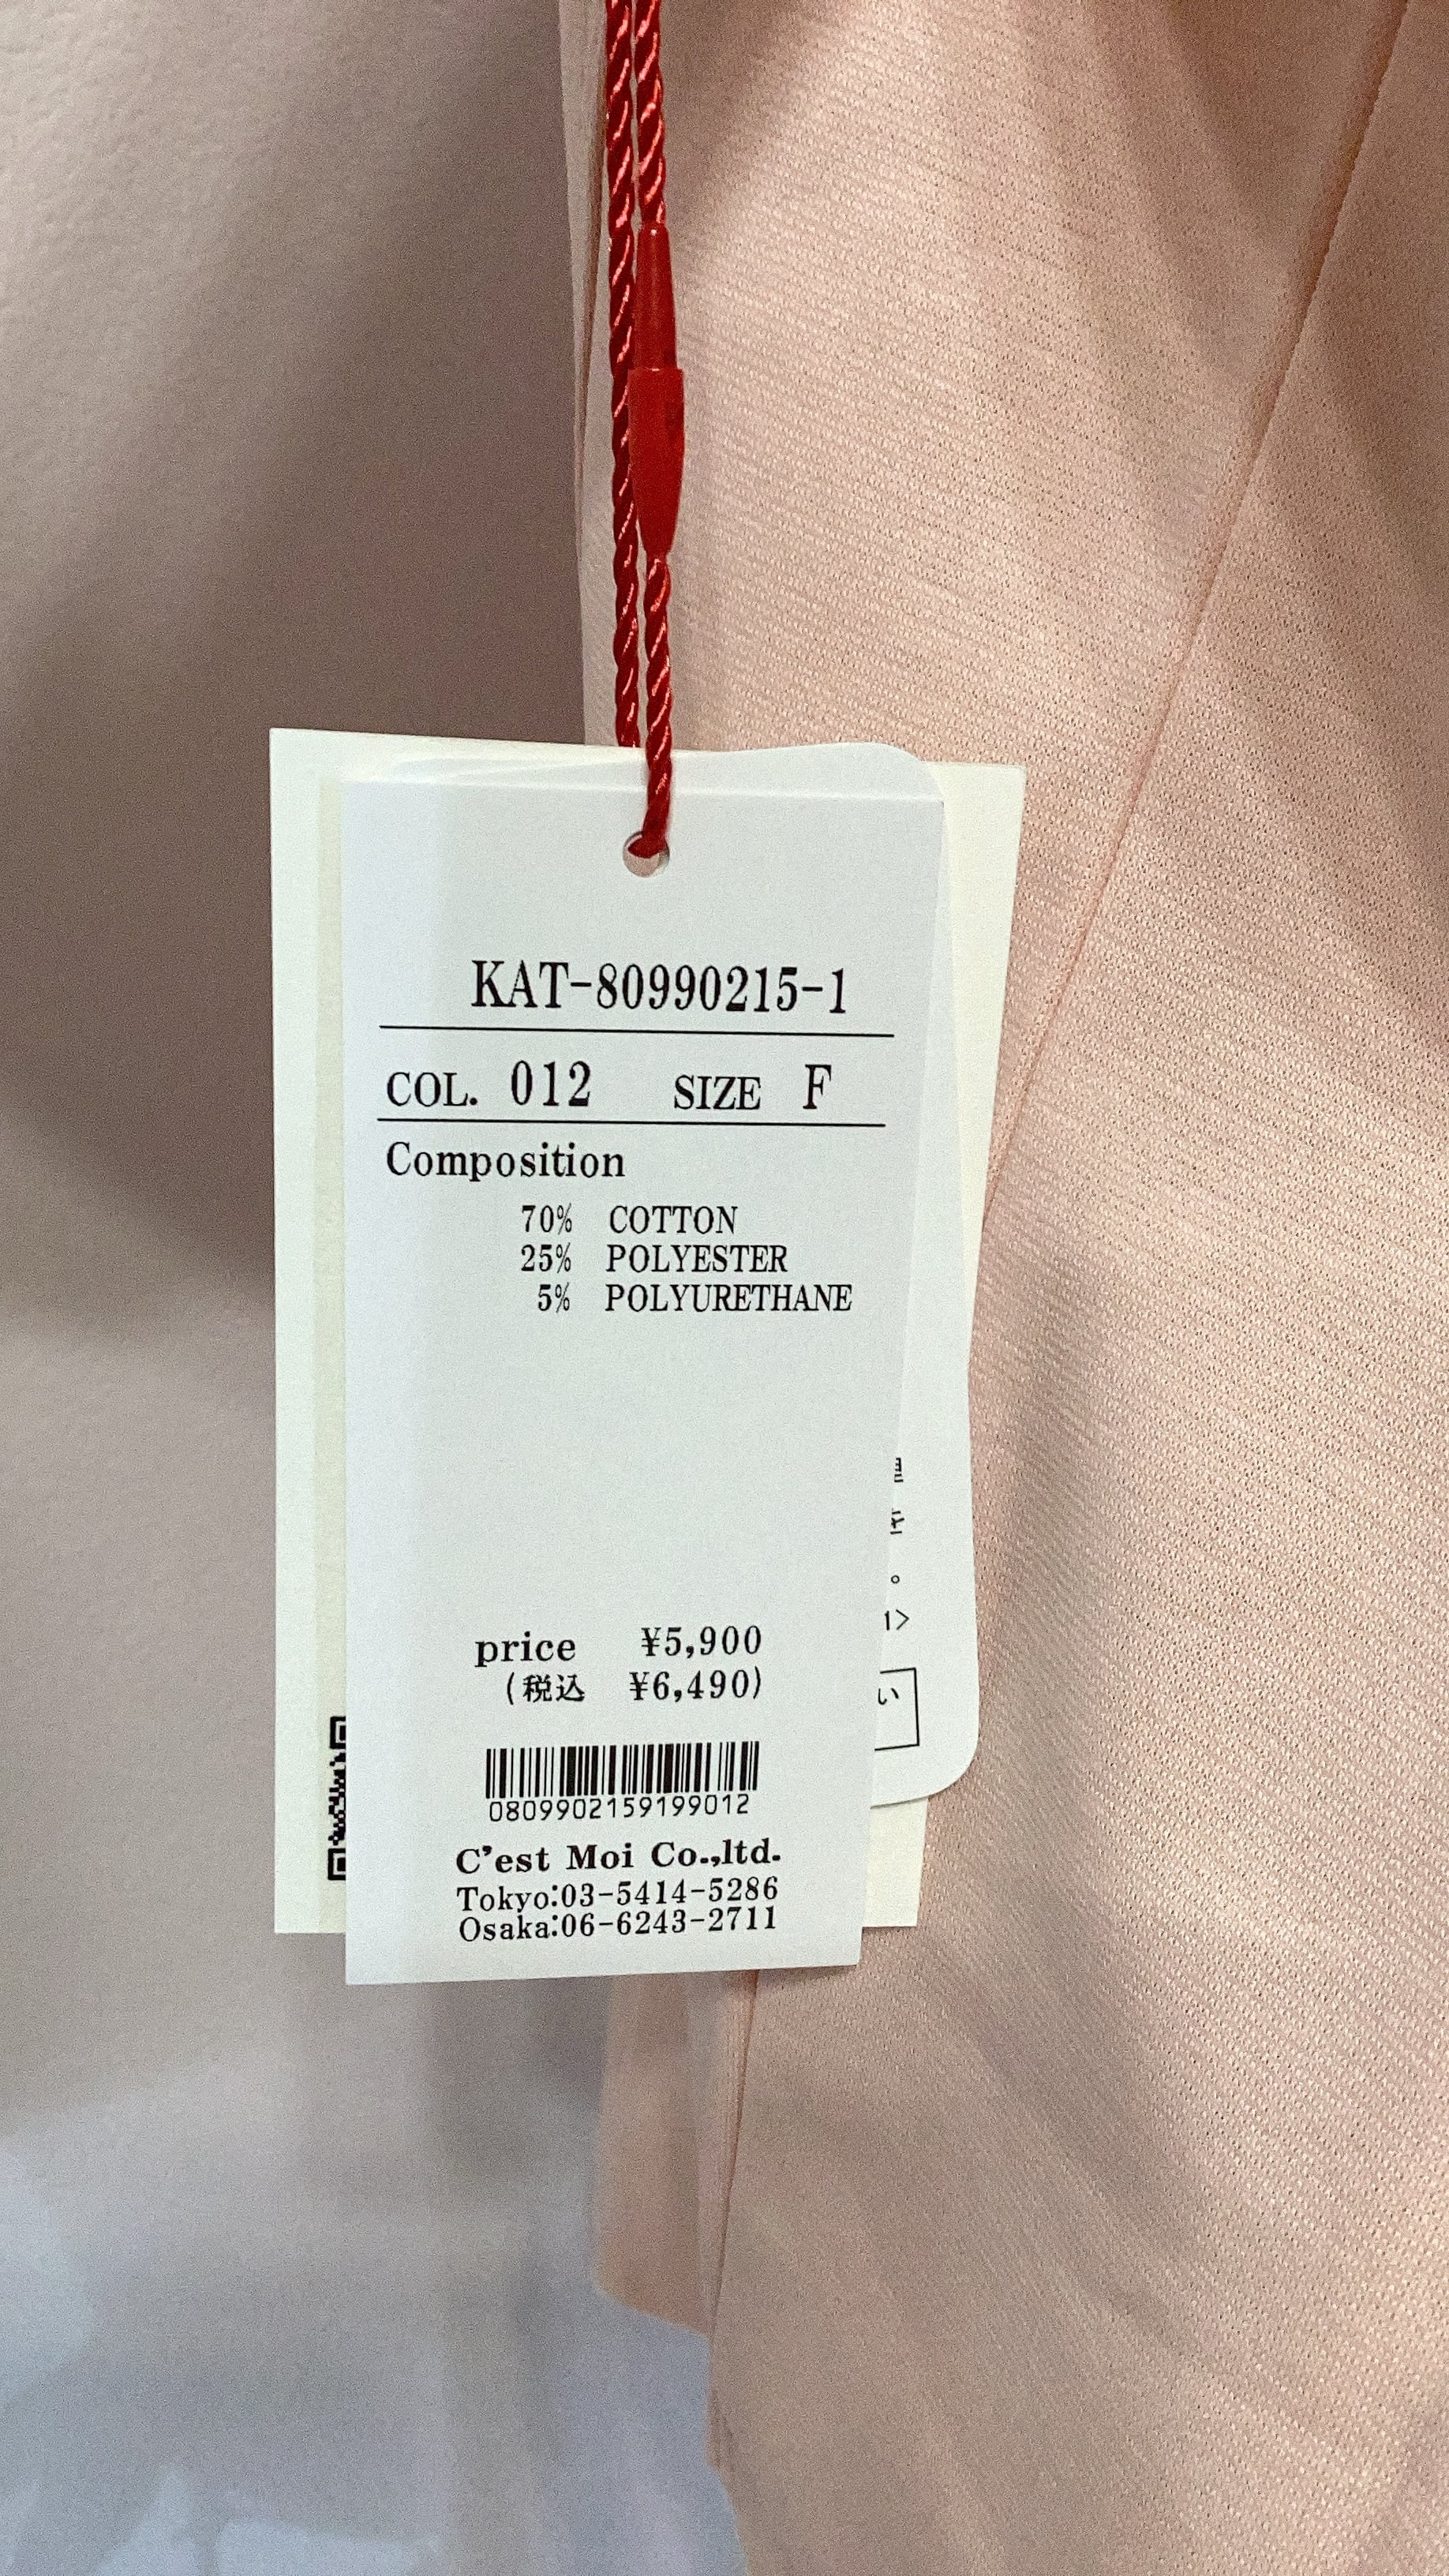 KAT-80990215-1
COL. 012 SIZE F
Composition
70% COTTON
25% POLYESTER
5% POLYURETHANE
price ¥5,900
(税込 ¥6,490)
0809902159199012
C'est Moi Co.,ltd.
Tokyo:03-5414-5286
Osaka:06-6243-2711
。
い